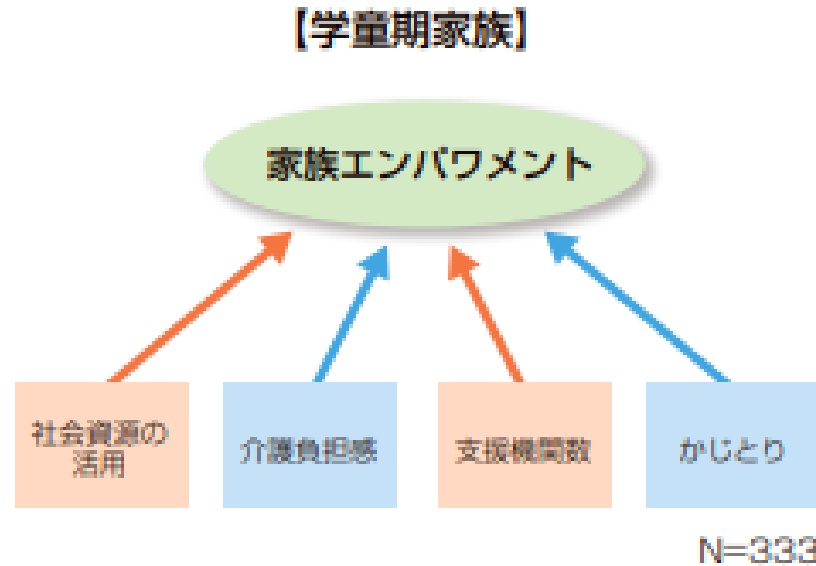 【学童期家族】
家族エンパワメント
社会資源の
活用
介護負担感
支援機関数
かじとり
N=333